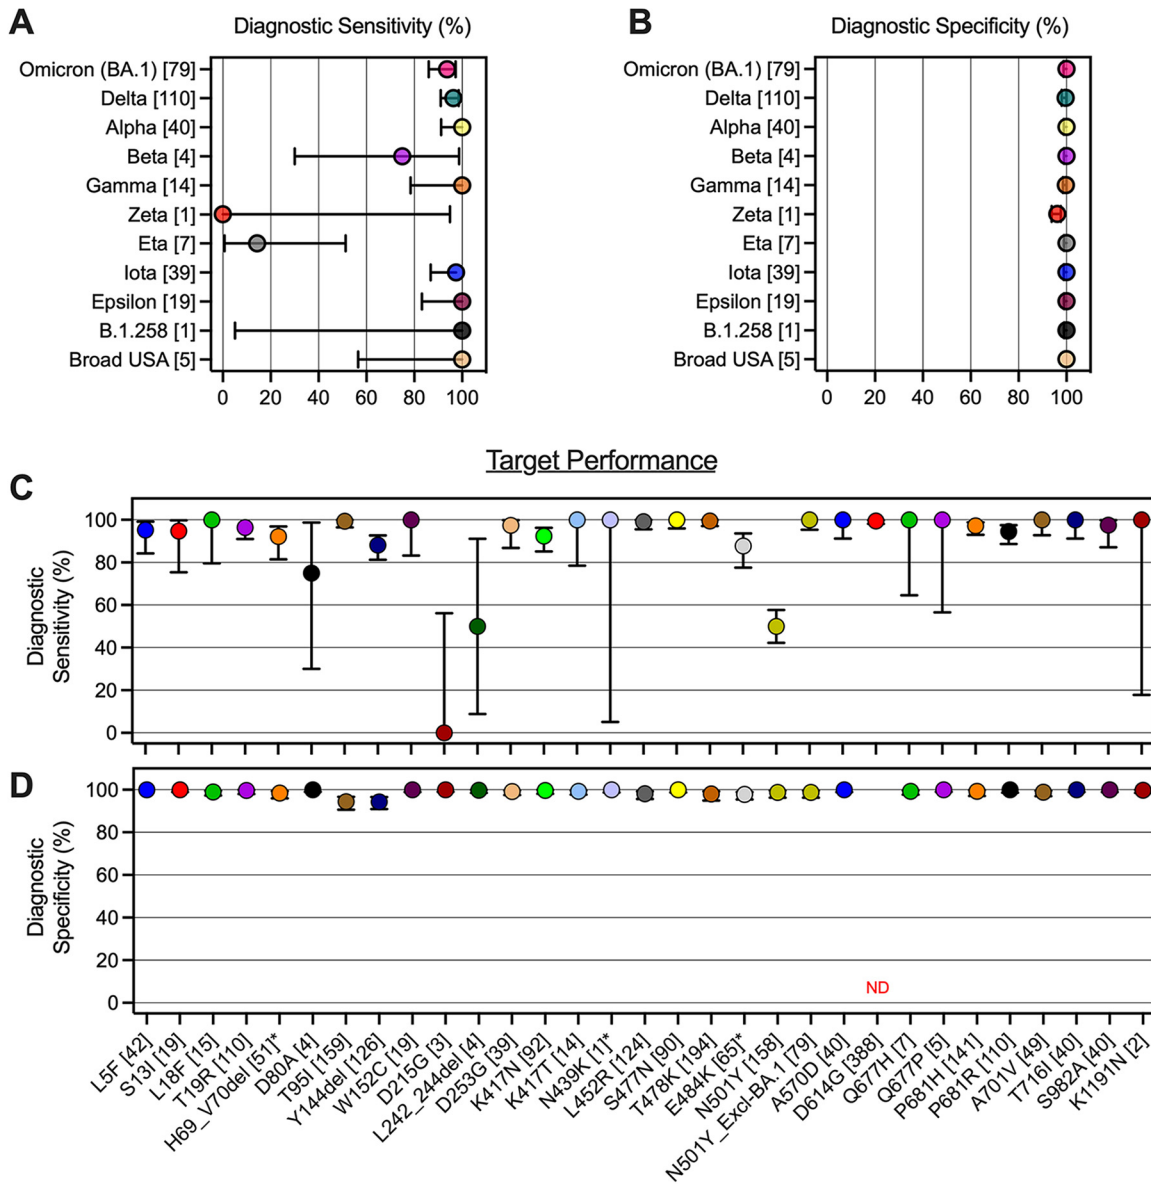 A
Diagnostic Sensitivity (%)
Omicron (BA.1) [79]
Delta [110]
Alpha [40]
Beta [4]
Gamma [14]
Zeta [1]
Eta [7]
Iota [39]
Epsilon [19]
B.1.258 [1]
Broad USA [5]
0 20 40 60 80 100
B
Diagnostic Specificity (%)
Omicron (BA.1) [79]
Delta [110]
Alpha [40]
Beta [4]
Gamma [14]
Zeta [1]
Eta [7]
Iota [39]
Epsilon [19]
B.1.258 [1]
Broad USA [5]
0 20 40 60 80 100
Target Performance
C
Diagnostic
Sensitivity (%)
100
80
60
40
20
0
D
Diagnostic
Specificity (%)
100
80
60
40
20
0
ND
L5F [42]
S13I [19]
L18F [15]
T19R [110]
H69_V70del [51]*
D80A [4]
T95I [159]
Y144del [126]
W152C [19]
D215G [3]
L242_244del [4]
D253G [39]
K417N [92]
K417T [14]
N439K [1]*
L452R [124]
S477N [90]
T478K [194]
E484K [65]*
N501Y [158]
N501Y_Excl-BA.1 [79]
A570D [40]
D614G [388]
Q677H [7]
Q677P [5]
P681H [141]
P681R [110]
A701V [49]
T716I [40]
S982A [40]
K1191N [2]